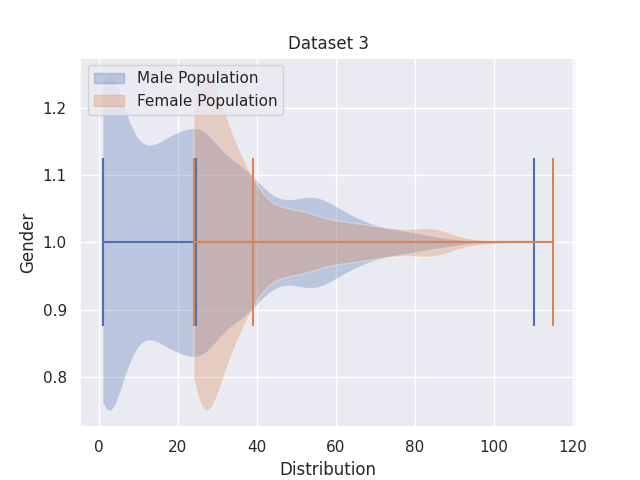 Dataset 3
Male Population
Female Population
Gender
1.2
1.1
1.0
0.9
0.8
0
20
40
60
80
100
120
Distribution